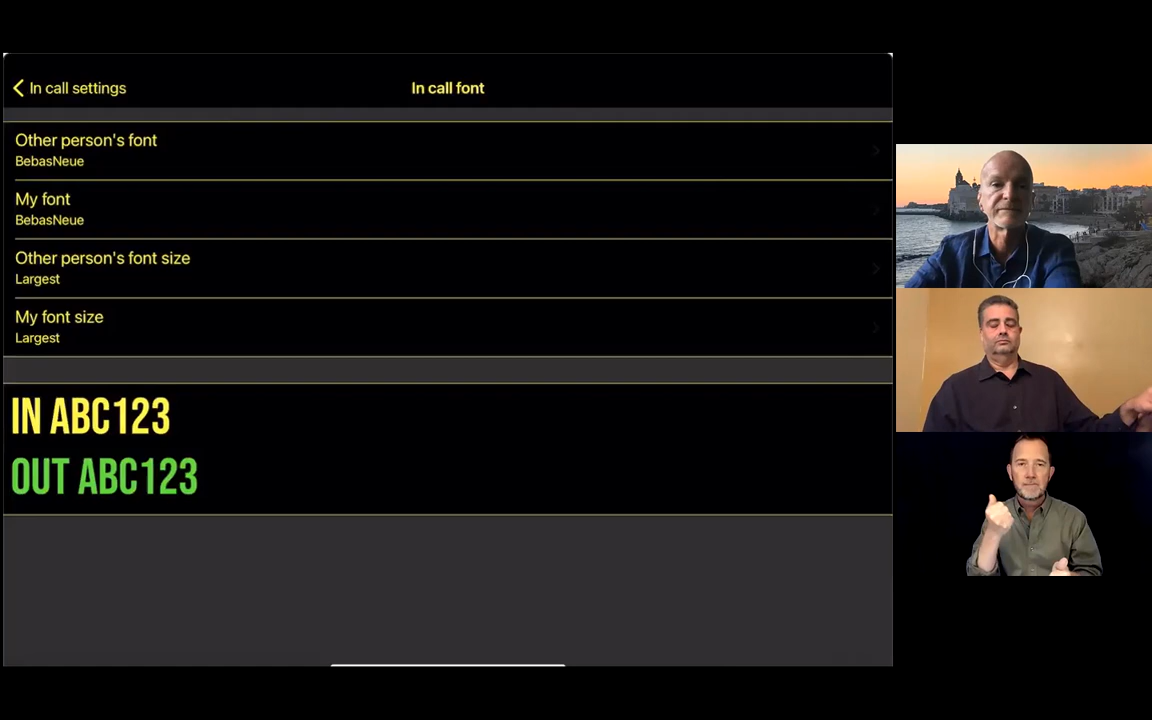 In call settings
In call font
Other person's font
BebasNeue
My font
BebasNeue
Other person's font size
Largest
My font size
Largest
IN ABC123
OUT ABC123